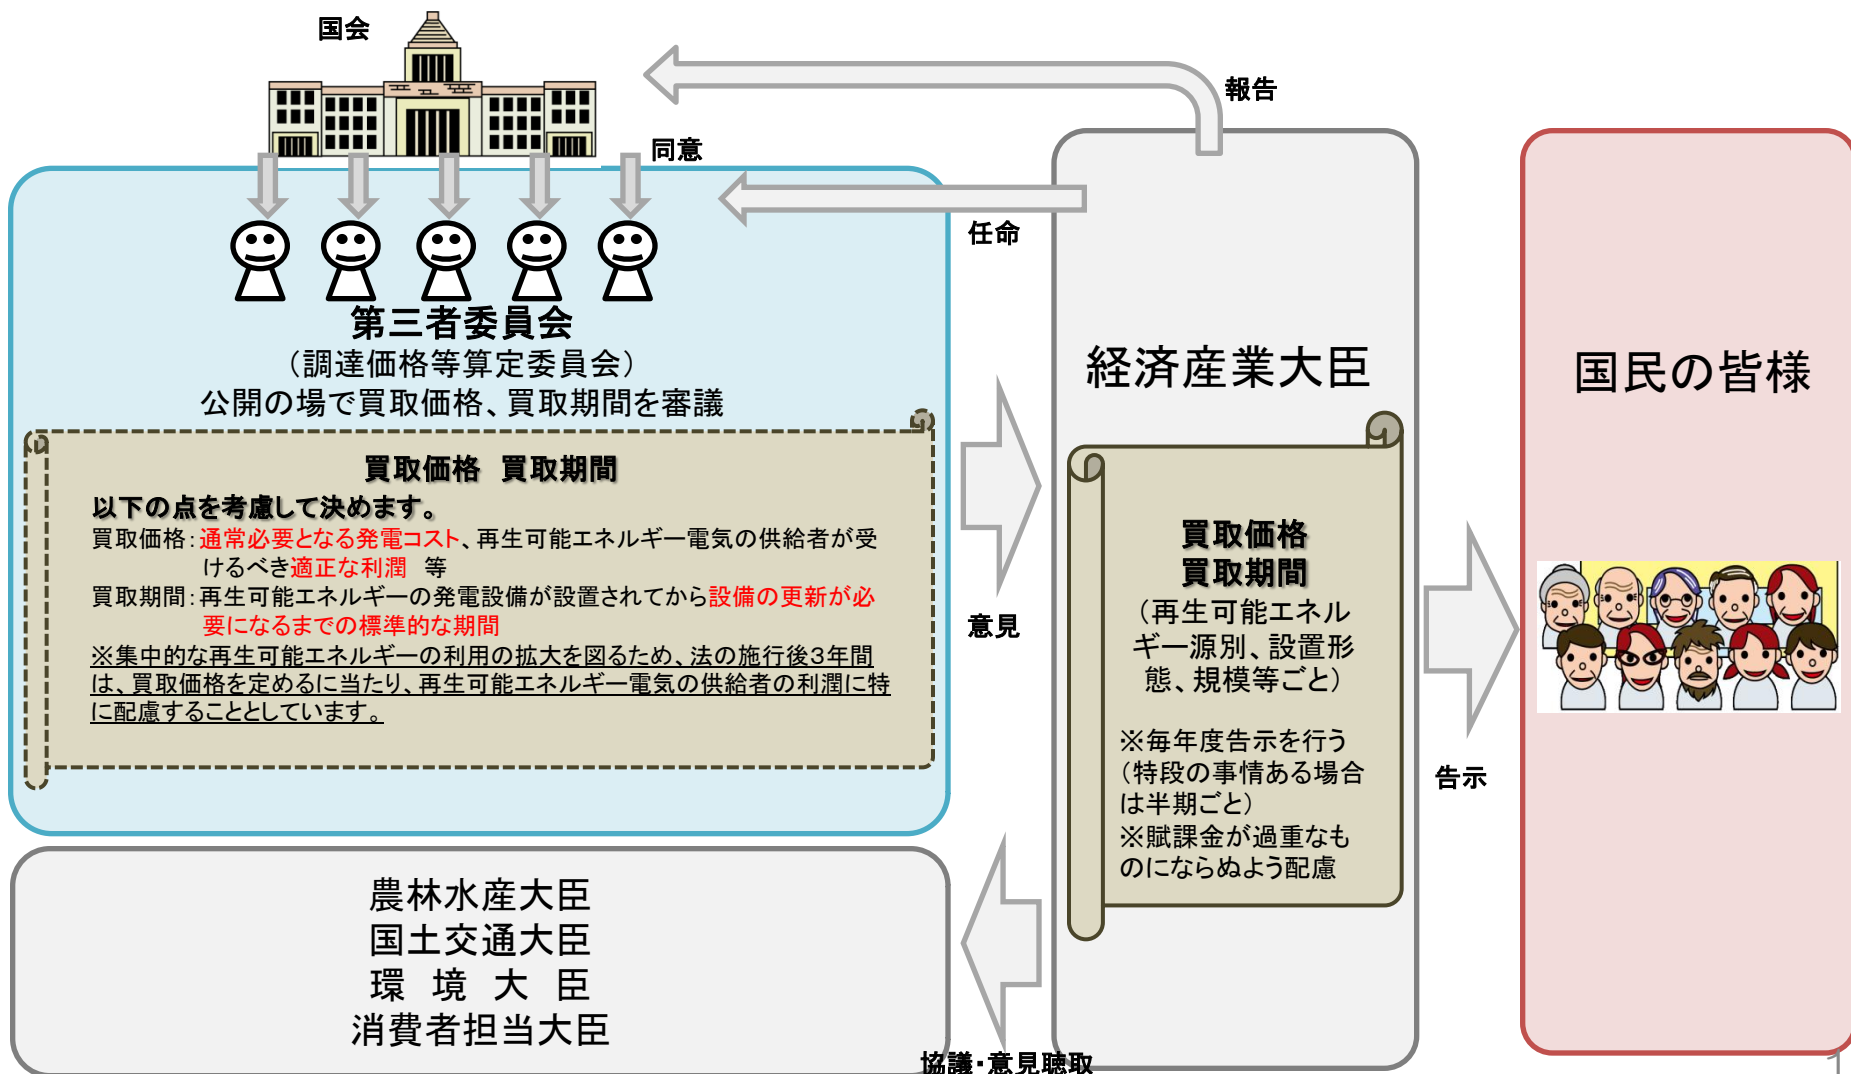 国会
報告
同意
任命
第三者委員会
（調達価格等算定委員会）
公開の場で買取価格、買取期間を審議
買取価格　買取期間
以下の点を考慮して決めます。
買取価格：通常必要となる発電コスト、再生可能エネルギー電気の供給者が受
けるべき適正な利潤　等
買取期間：再生可能エネルギーの発電設備が設置されてから設備の更新が必
要になるまでの標準的な期間
※集中的な再生可能エネルギーの利用の拡大を図るため、法の施行後3年間
は、買取価格を定めるに当たり、再生可能エネルギー電気の供給者の利潤に特
に配慮することとしています。
意見
経済産業大臣
買取価格
買取期間
（再生可能エネル
ギー源別、設置形
態、規模等ごと）
※毎年度告示を行う
（特段の事情ある場合
は半期ごと）
※賦課金が過重なも
のにならぬよう配慮
告示
国民の皆様
農林水産大臣
国土交通大臣
環　境　大　臣
消費者担当大臣
協議・意見聴取
1